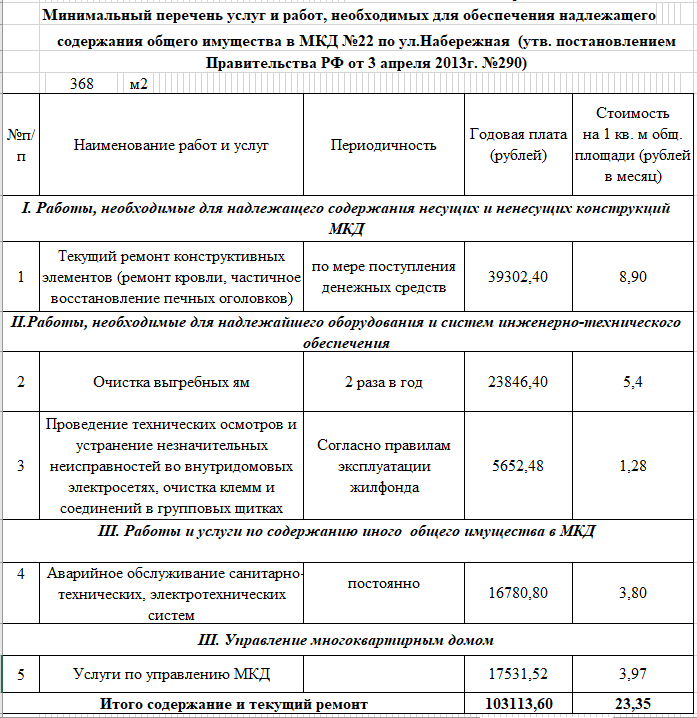 Минимальный перечень услуг и работ, необходимых для обеспечения надлежащего
содержания общего имущества в МКД №22 по ул.Набережная (утв. постановлением
Правительства РФ от 3 апреля 2013г. №290)
368 м2
№п/
п
Наименование работ и услуг
Периодичность
Годовая плата
(рублей)
Стоимость
на 1 кв. м общ.
площади (рублей
в месяц)
I. Работы, необходимые для надлежащего содержания несущих и ненесущих конструкций
МКД
1
Текущий ремонт конструктивных
элементов (ремонт кровли, частичное
восстановление печных оголовков)
по мере поступления
денежных средств
39302,40
8,90
II.Работы, необходимые для надлежайшего оборудования и систем инженерно-технического
обеспечения
2
Очистка выгребных ям
2 раза в год
23846,40
5,4
3
Проведение технических осмотров и
устранение незначительных
неисправностей во внутридомовых
электросетях, очистка клемм и
соединений в групповых щитках
Согласно правилам
эксплуатации
жилфонда
5652,48
1,28
III. Работы и услуги по содержанию иного общего имущества в МКД
4
Аварийное обслуживание санитарно-
технических, электротехнических
систем
постоянно
16780,80
3,80
III. Управление многоквартирным домом
5
Услуги по управлению МКД
17531,52
3,97
Итого содержание и текущий ремонт
103113,60
23,35